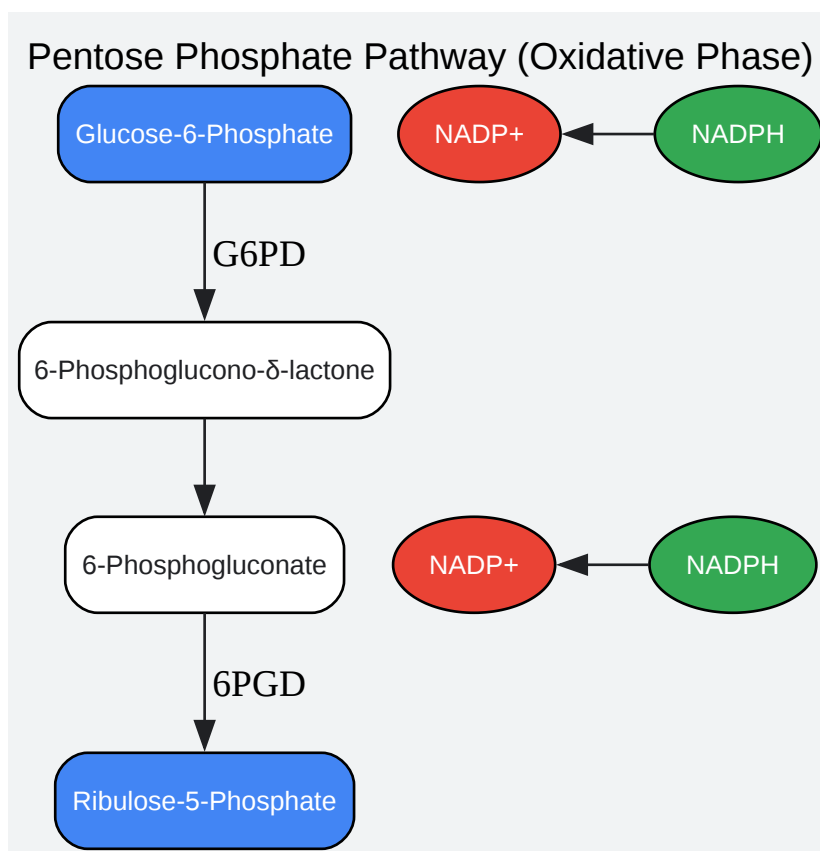 Pentose Phosphate Pathway (Oxidative Phase)
Glucose-6-Phosphate
NADP+
NADPH
G6PD
6-Phosphoglucono-δ-lactone
6-Phosphogluconate
NADP+
NADPH
6PGD
Ribulose-5-Phosphate